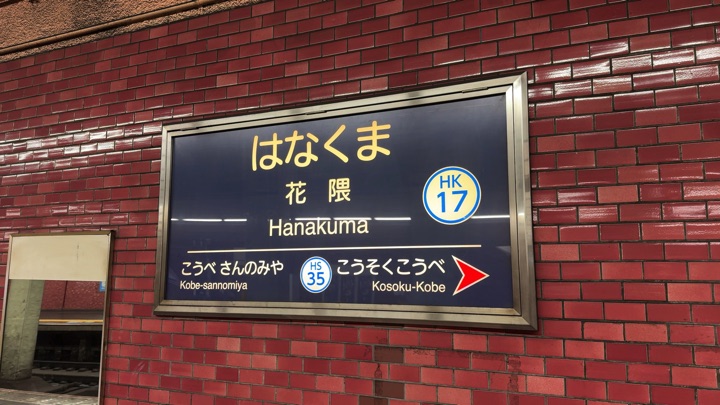 はなくま
花隈
HK
17
Hanakuma
こうべ さんのみや
Kobe-sannomiya
HS
35
こうそくこうべ
Kosoku-Kobe